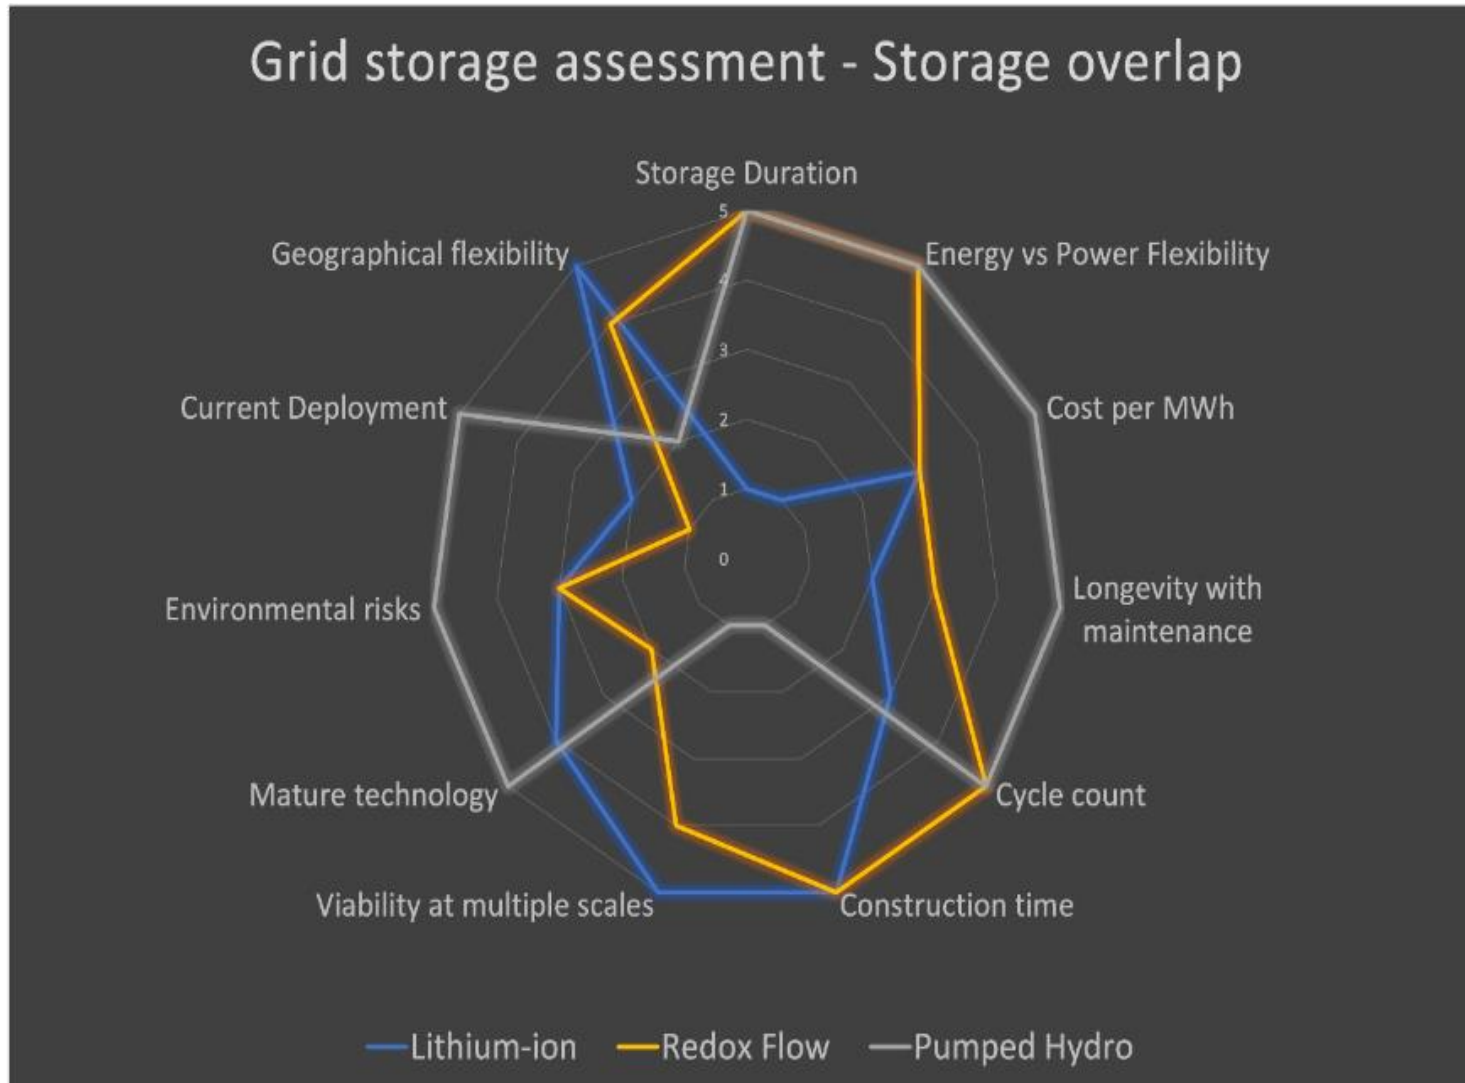 Grid storage assessment - Storage overlap
Storage Duration
Geographical flexibility
Energy vs Power Flexibility
Current Deployment
Cost per MWh
Environmental risks
Longevity with
maintenance
Mature technology
Cycle count
Viability at multiple scales
Construction time
5
4
3
2
1
0
Lithium-ion
Redox Flow
Pumped Hydro